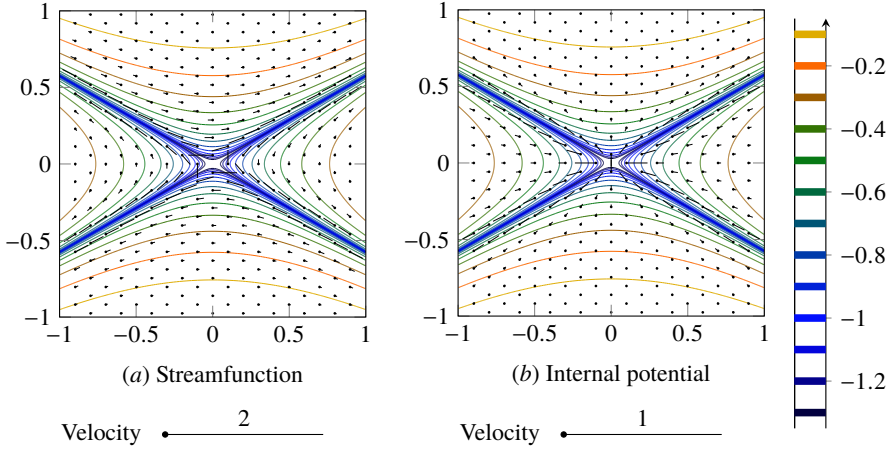 1
0.5
0
−0.5
−1
−1 −0.5 0 0.5 1
(a) Streamfunction
Velocity 2
1
0.5
0
−0.5
−1
−1 −0.5 0 0.5 1
(b) Internal potential
Velocity 1
−0.2
−0.4
−0.6
−0.8
−1
−1.2